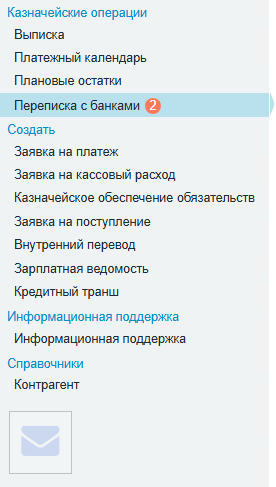 Казначейские операции
Выписка
Платежный календарь
Плановые остатки
Переписка с банками 2
Создать
Заявка на платеж
Заявка на кассовый расход
Казначейское обеспечение обязательств
Заявка на поступление
Внутренний перевод
Зарплатная ведомость
Кредитный транш
Информационная поддержка
Информационная поддержка
Справочники
Контрагент